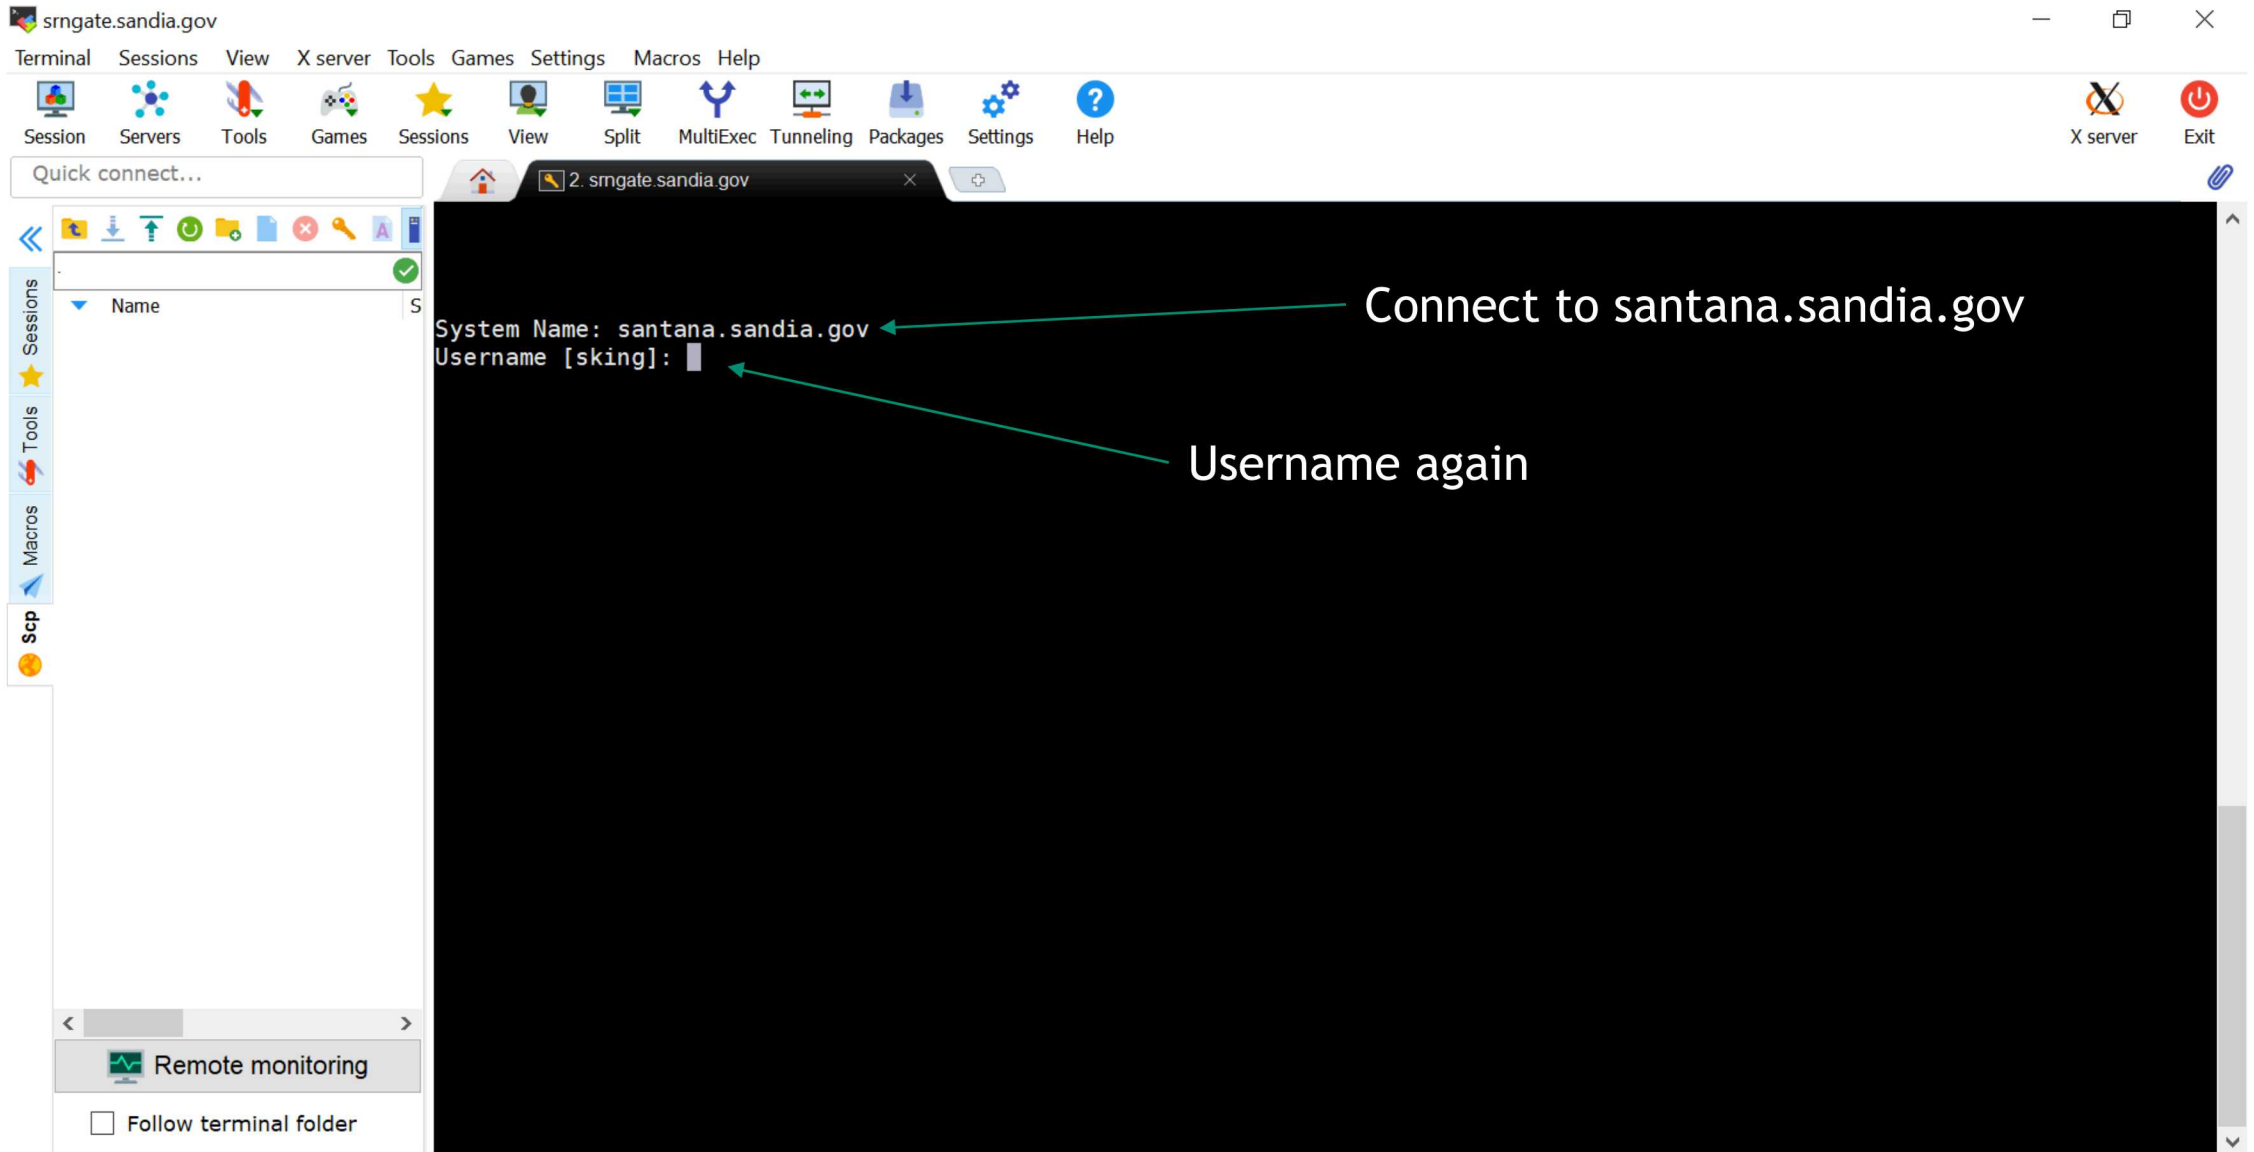 srngate.sandia.gov
Terminal Sessions View X server Tools Games Settings Macros Help
Session Servers Tools Games Sessions View Split MultiExec Tunneling Packages Settings Help X server Exit
Quick connect...
2. srngate.sandia.gov
.
Name S
Sessions
Tools
Macros
Scp
System Name: santana.sandia.gov
Username [sking]:
Connect to santana.sandia.gov
Username again
Remote monitoring
Follow terminal folder